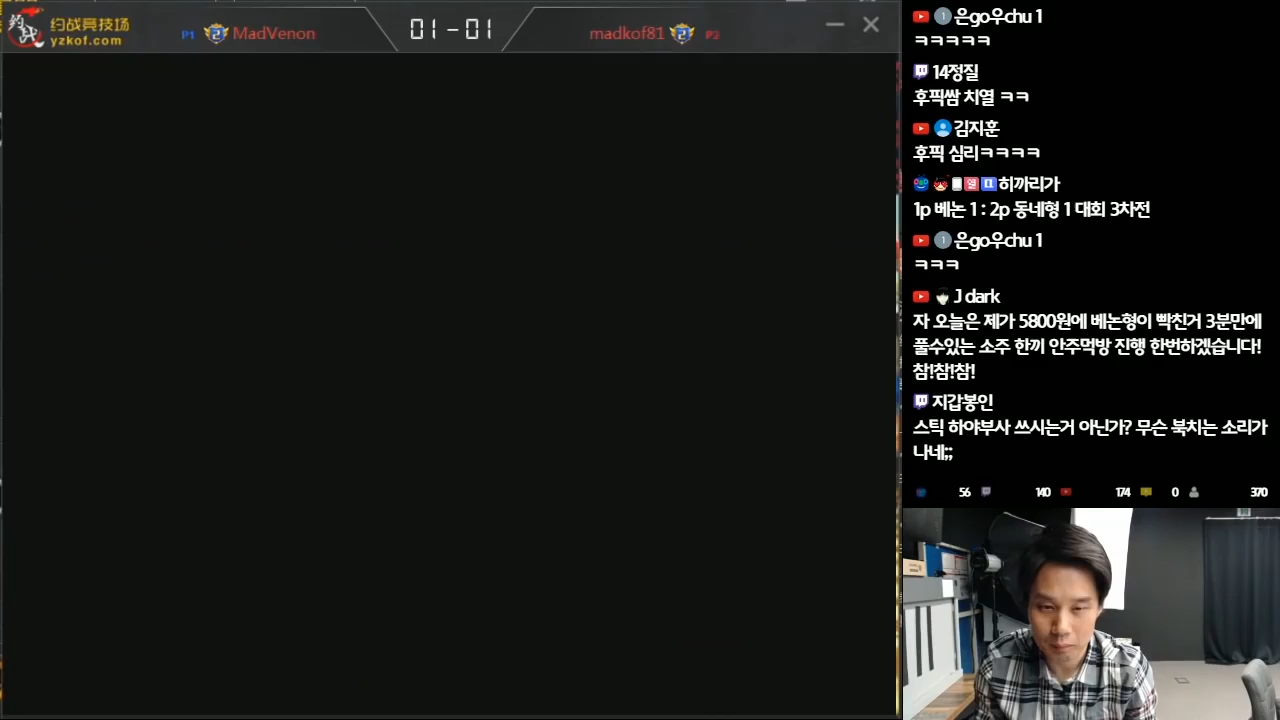 约战竞技场
yzkof.com
P1 2 MadVenon
01-01
madkof81 2 P2
1 은go우chu 1
ㅋㅋㅋㅋㅋ
14정질
후픽쌈 치열 ㅋㅋ
김지훈
후픽 심리ㅋㅋㅋㅋ
열 히까리가
1p 베논 1 : 2p 동네형 1 대회 3차전
1 은go우chu 1
ㅋㅋㅋ
J dark
자 오늘은 제가 5800원에 베논형이 빡친거 3분만에
풀수있는 소주 한끼 안주먹방 진행 한번하겠습니다!
참!참!참!
지갑봉인
스틱 하야부사 쓰시는거 아닌가? 무슨 북치는 소리가
나네;;
56 140 174 0 370